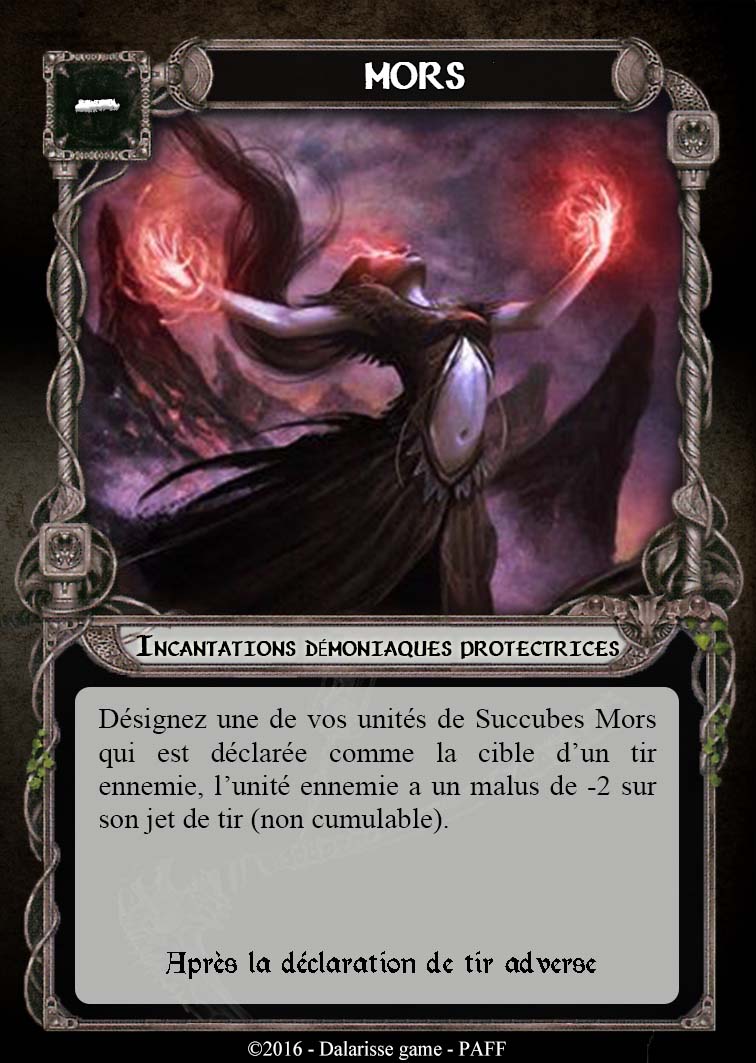 MORS
Incantations démoniaques protectrices
Désignez une de vos unités de Succubes Mors
qui est déclarée comme la cible d’un tir
ennemie, l’unité ennemie a un malus de -2 sur
son jet de tir (non cumulable).
Après la déclaration de tir adverse
©2016 - Dalarisse game - PAFF